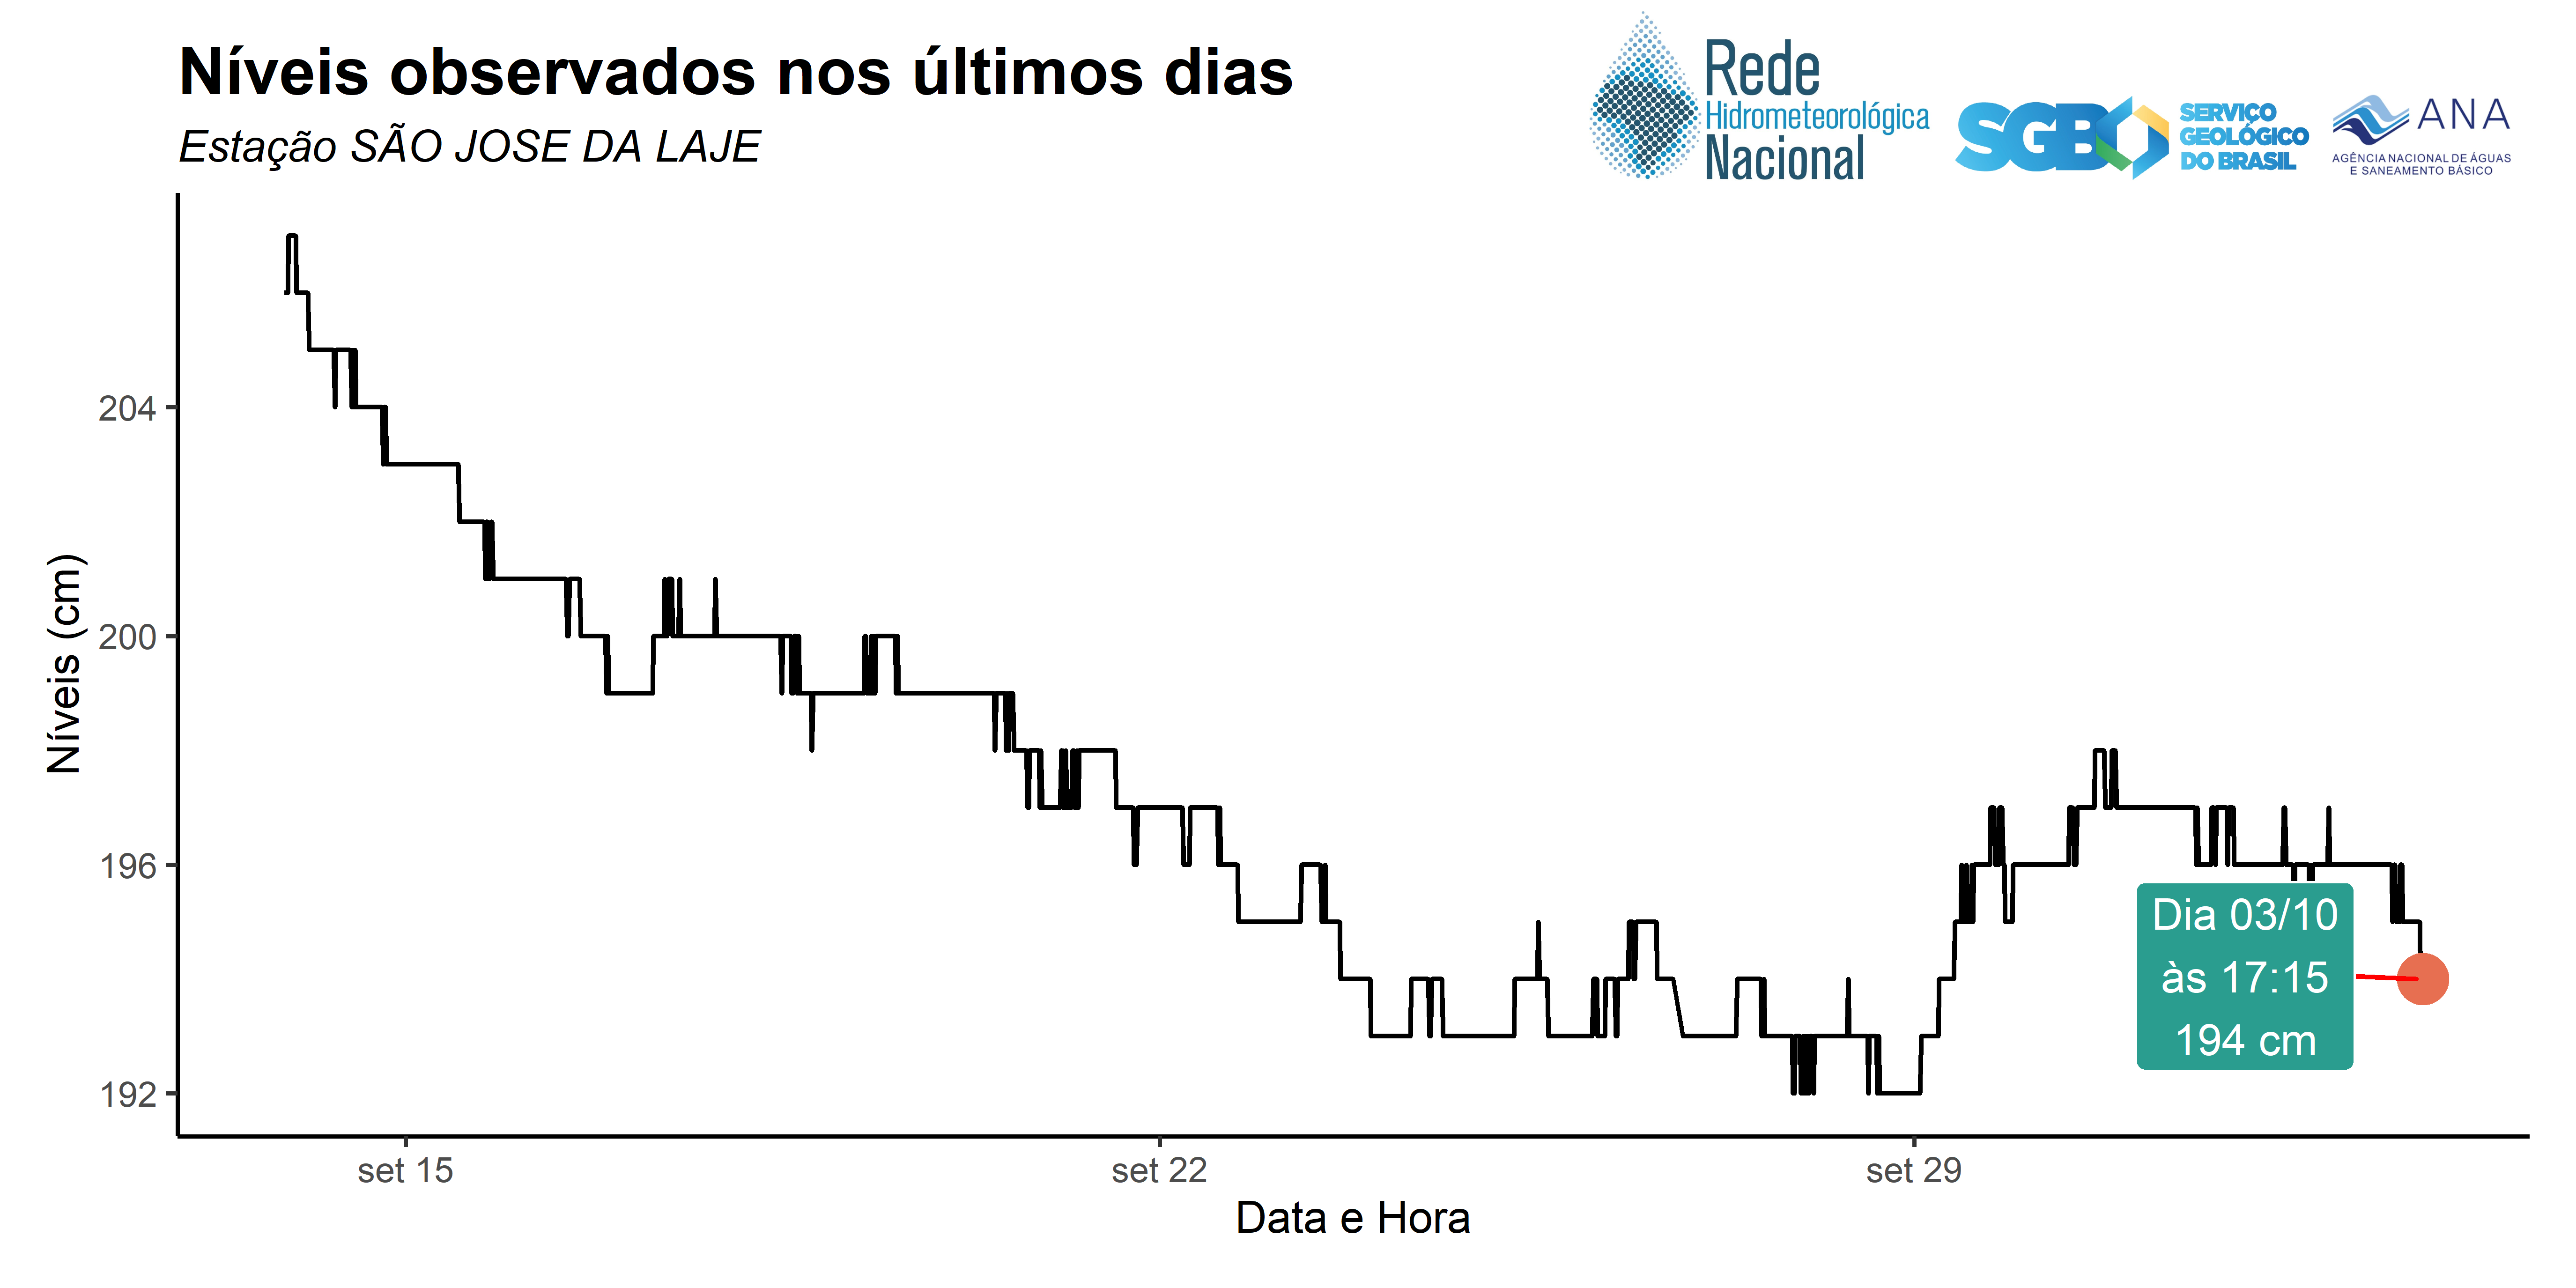 Níveis observados nos últimos dias
Estação SÃO JOSE DA LAJE
Rede
Hidrometeorológica
Nacional
SGB
SERVIÇO
GEOLÓGICO
DO BRASIL
ANA
AGÊNCIA NACIONAL DE ÁGUAS
E SANEAMENTO BÁSICO
Níveis (cm)
204
200
196
192
Dia 03/10
às 17:15
194 cm
set 15
set 22
set 29
Data e Hora